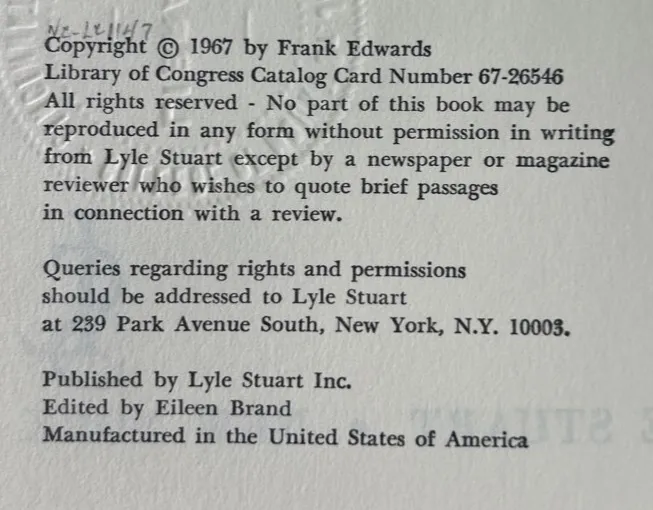 Copyright © 1967 by Frank Edwards
Library of Congress Catalog Card Number 67-26546
All rights reserved - No part of this book may be
reproduced in any form without permission in writing
from Lyle Stuart except by a newspaper or magazine
reviewer who wishes to quote brief passages
in connection with a review.
Queries regarding rights and permissions
should be addressed to Lyle Stuart
at 239 Park Avenue South, New York, N.Y. 10003.
Published by Lyle Stuart Inc.
Edited by Eileen Brand
Manufactured in the United States of America